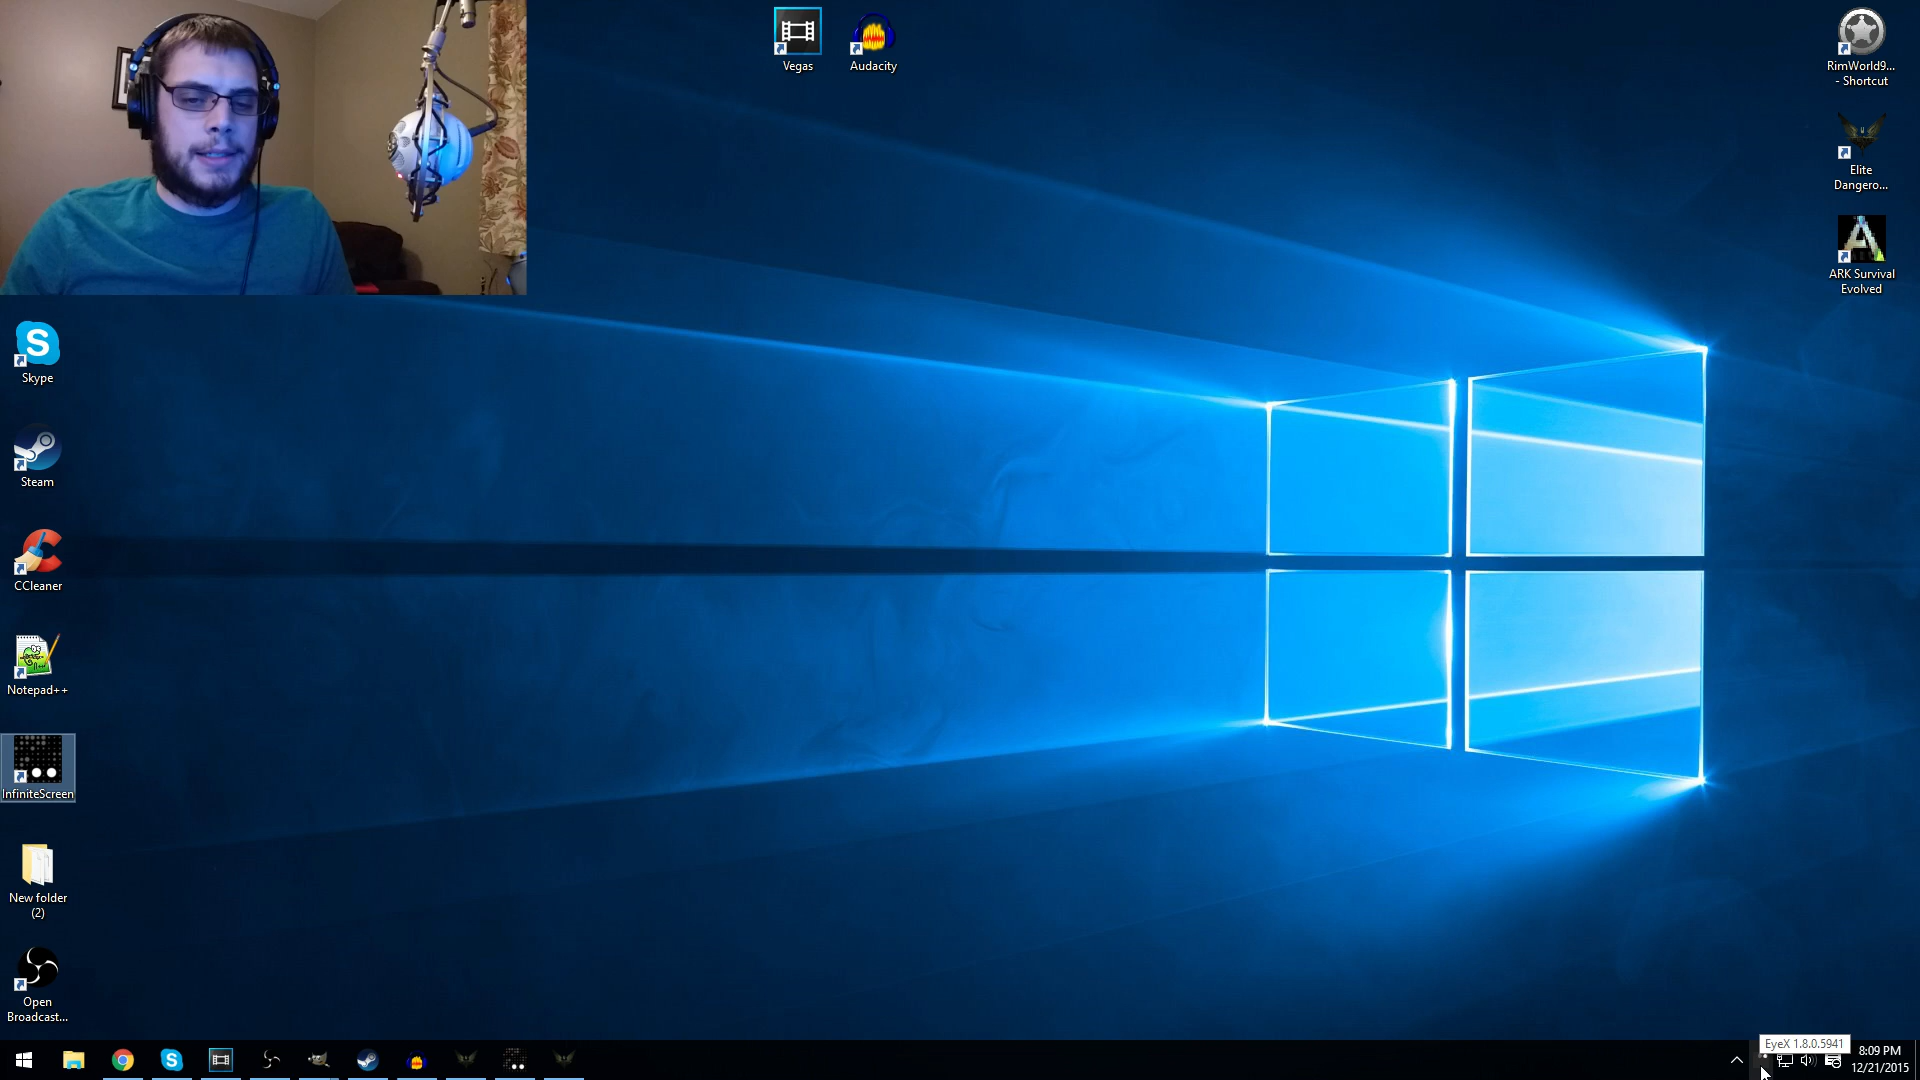 Vegas
Audacity
RimWorld9...
- Shortcut
Elite
Dangero...
ARK Survival
Evolved
Skype
Steam
CCleaner
Notepad++
InfiniteScreen
New folder
(2)
Open
Broadcast...
EyeX 1.8.0.5941
8:09 PM
12/21/2015